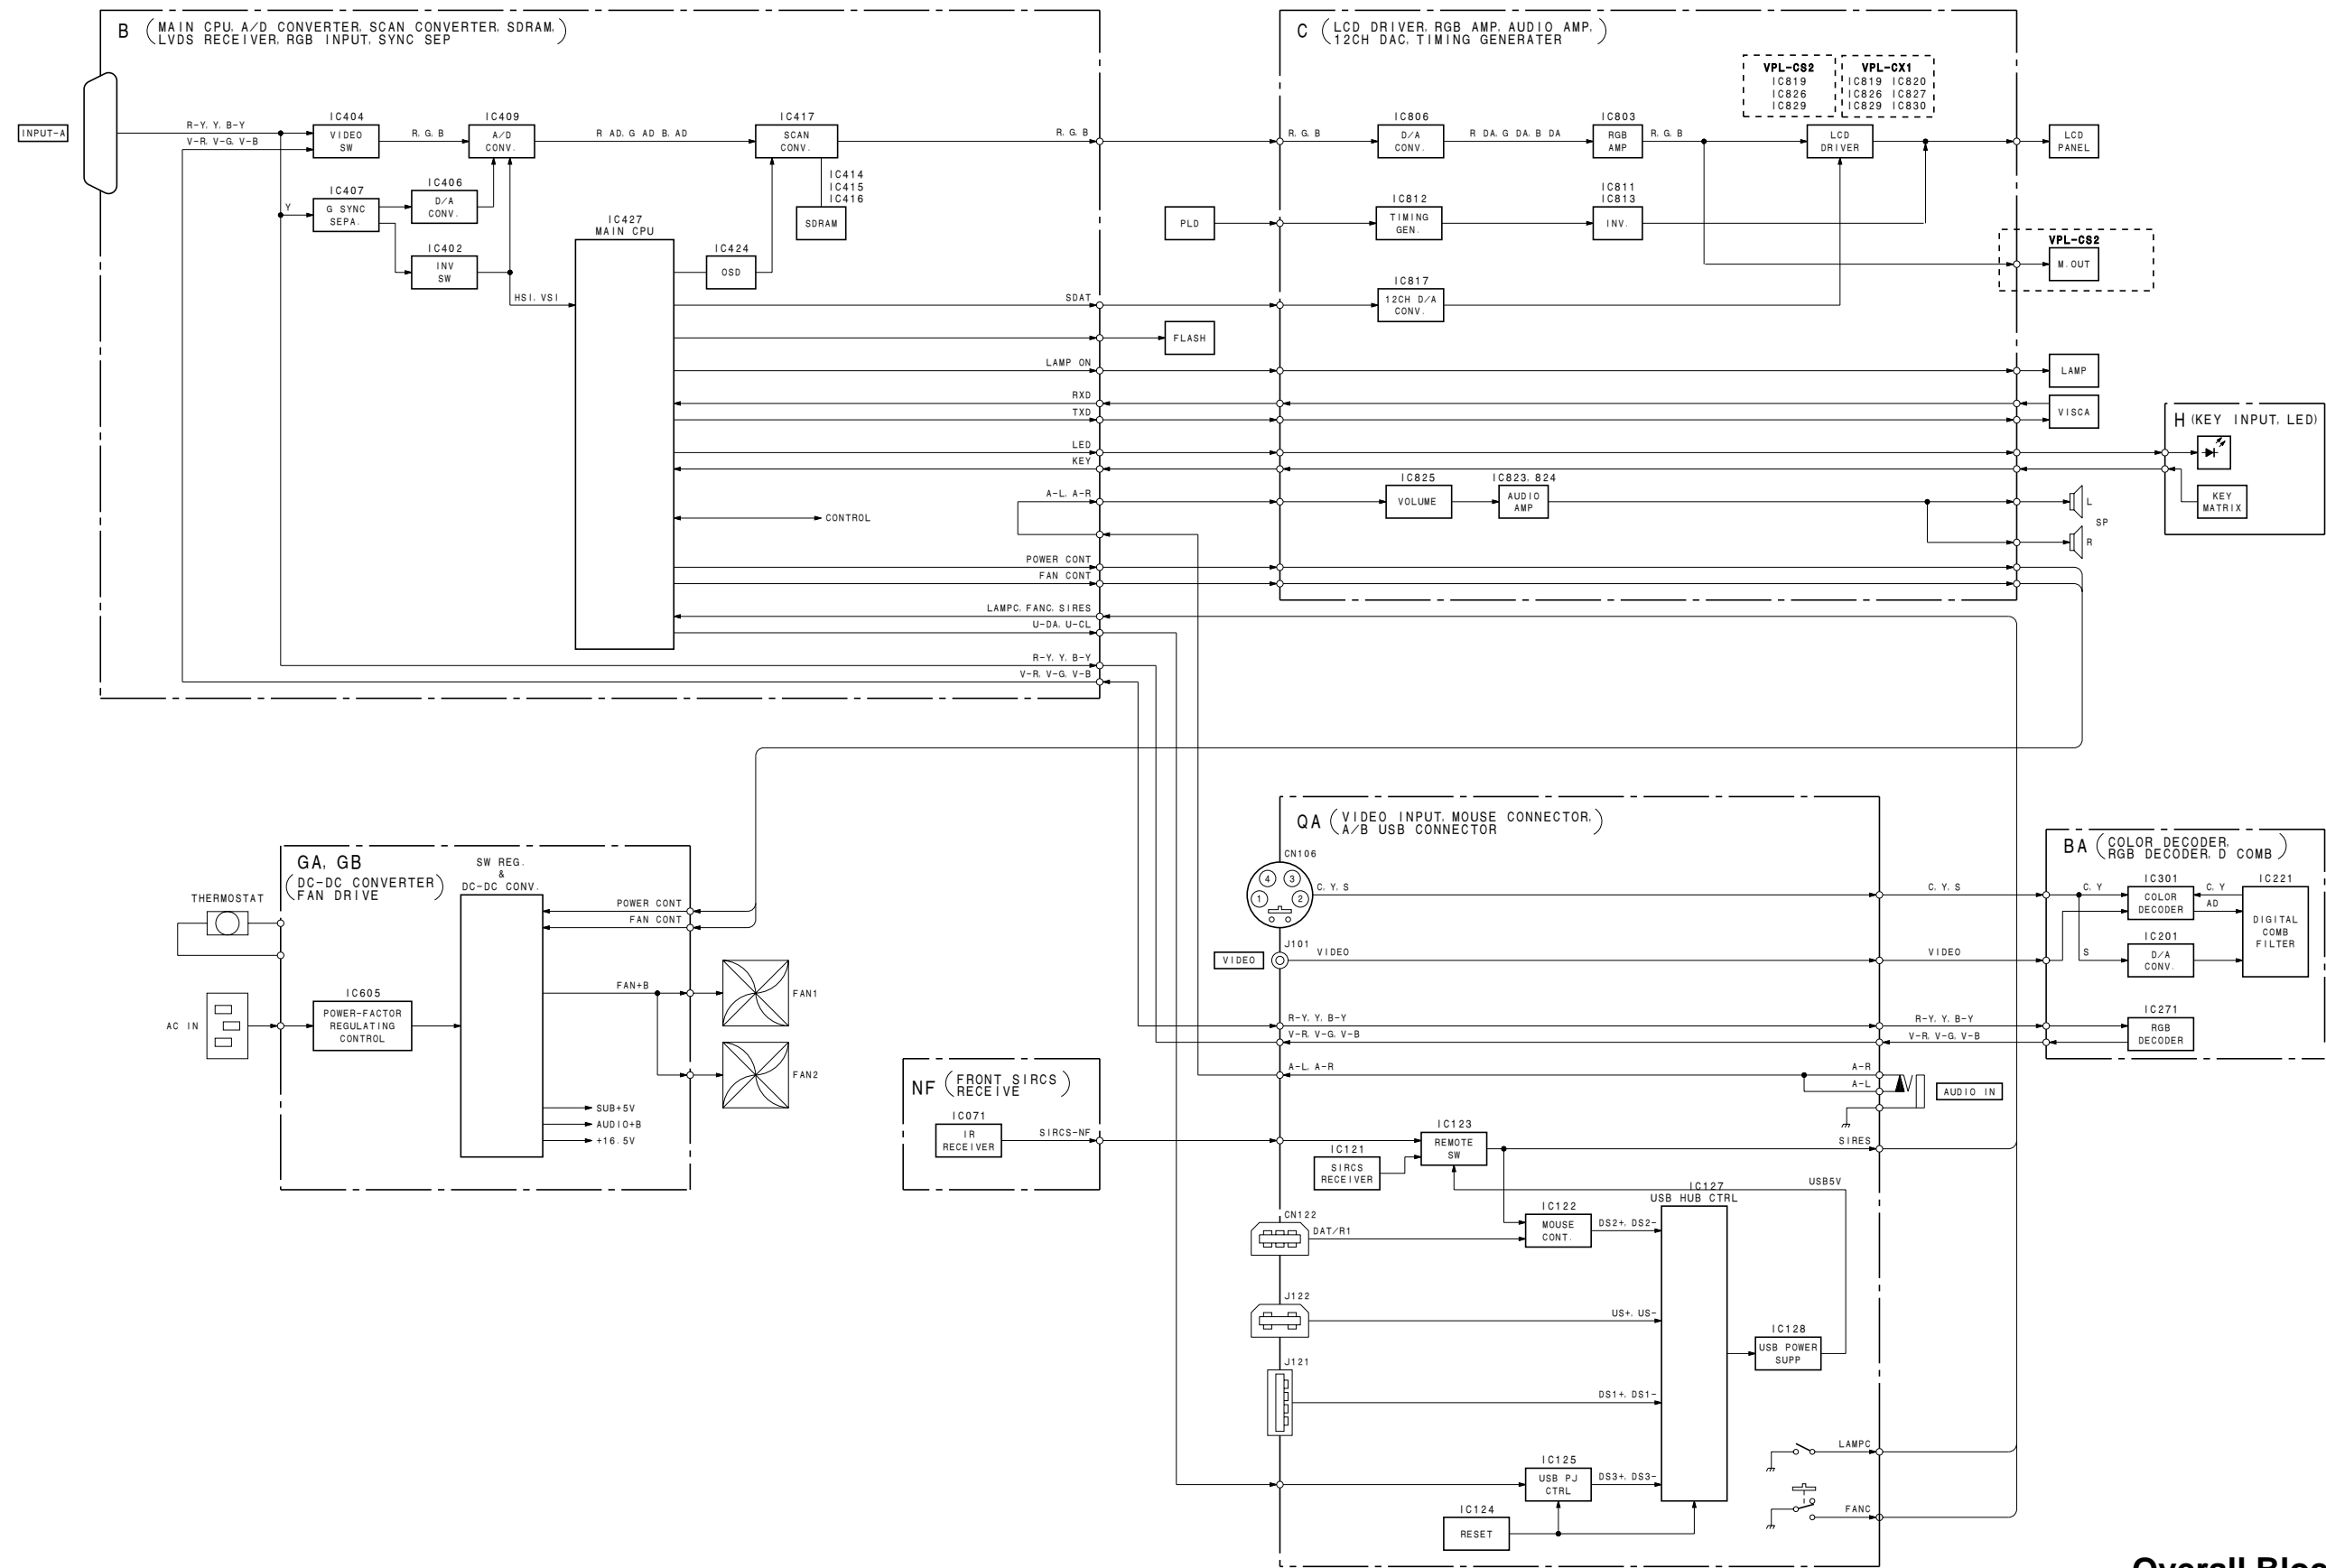 B (MAIN CPU, A/D CONVERTER, SCAN CONVERTER, SDRAM,
LVDS RECEIVER, RGB INPUT, SYNC SEP)
INPUT-A
R-Y, Y, B-Y
V-R, V-G, V-B
IC404
VIDEO
SW
R, G, B
IC409
A/D
CONV.
R AD, G AD B, AD
IC417
SCAN
CONV.
R, G, B
Y
IC407
G SYNC
SEPA.
IC406
D/A
CONV.
IC402
INV
SW
HSI, VSI
IC414
IC415
IC416
SDRAM
IC427
MAIN CPU
IC424
OSD
SDAT
FLASH
LAMP ON
RXD
TXD
LED
KEY
A-L, A-R
CONTROL
POWER CONT
FAN CONT
LAMPC, FANC, SIRES
U-DA, U-CL
R-Y, Y, B-Y
V-R, V-G, V-B
C (LCD DRIVER, RGB AMP, AUDIO AMP,
12CH DAC, TIMING GENERATER)
VPL-CS2
IC819
IC826
IC829
VPL-CX1
IC819 IC820
IC826 IC827
IC829 IC830
R, G, B
IC806
D/A
CONV.
R DA, G DA, B DA
IC803
RGB
AMP
R, G, B
LCD
DRIVER
LCD
PANEL
PLD
IC812
TIMING
GEN.
IC811
IC813
INV.
VPL-CS2
M.OUT
IC817
12CH D/A
CONV.
LAMP
VISCA
H (KEY INPUT, LED)
KEY
MATRIX
IC825
VOLUME
IC823, 824
AUDIO
AMP
L
SP
R
GA, GB
(DC-DC CONVERTER)
FAN DRIVE
SW REG.
&
DC-DC CONV.
THERMOSTAT
POWER CONT
FAN CONT
AC IN
IC605
POWER-FACTOR
REGULATING
CONTROL
FAN+B
FAN1
FAN2
SUB+5V
AUDIO+B
+16.5V
NF (FRONT SIRCS
RECEIVE)
IC071
IR
RECEIVER
SIRCS-NF
QA (VIDEO INPUT, MOUSE CONNECTOR,
A/B USB CONNECTOR)
CN106
4 3
1 2
C, Y, S
C, Y, S
J101
VIDEO
VIDEO
VIDEO
R-Y, Y, B-Y
V-R, V-G, V-B
R-Y, Y, B-Y
V-R, V-G, V-B
A-L, A-R
A-R
A-L
AUDIO IN
IC123
REMOTE
SW
SIRES
IC121
SIRCS
RECEIVER
USB5V
IC127
USB HUB CTRL
CN122
DAT/R1
IC122
MOUSE
CONT.
DS2+, DS2-
J122
US+, US-
IC128
USB POWER
SUPP
J121
DS1+, DS1-
LAMPC
IC125
USB PJ
CTRL
DS3+, DS3-
IC124
RESET
FANC
BA (COLOR DECODER,
RGB DECODER, D COMB)
C, Y
IC301
COLOR
DECODER
C, Y
AD
IC221
DIGITAL
COMB
FILTER
S
IC201
D/A
CONV.
IC271
RGB
DECODER